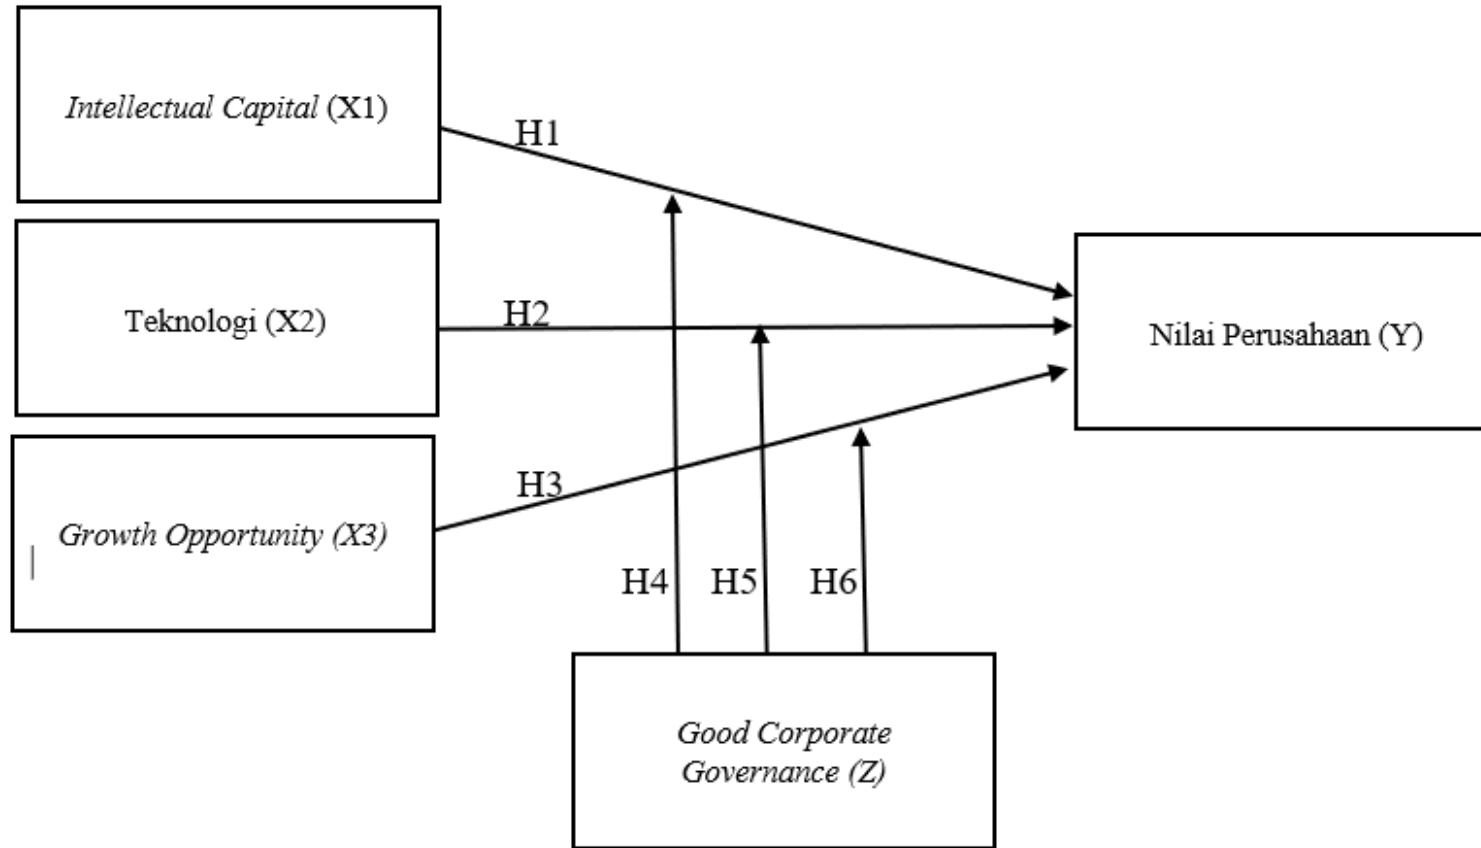 Intellectual Capital (X1)
H1
Teknologi (X2)
H2
Nilai Perusahaan (Y)
Growth Opportunity (X3)
H3
H4
H5
H6
Good Corporate
Governance (Z)